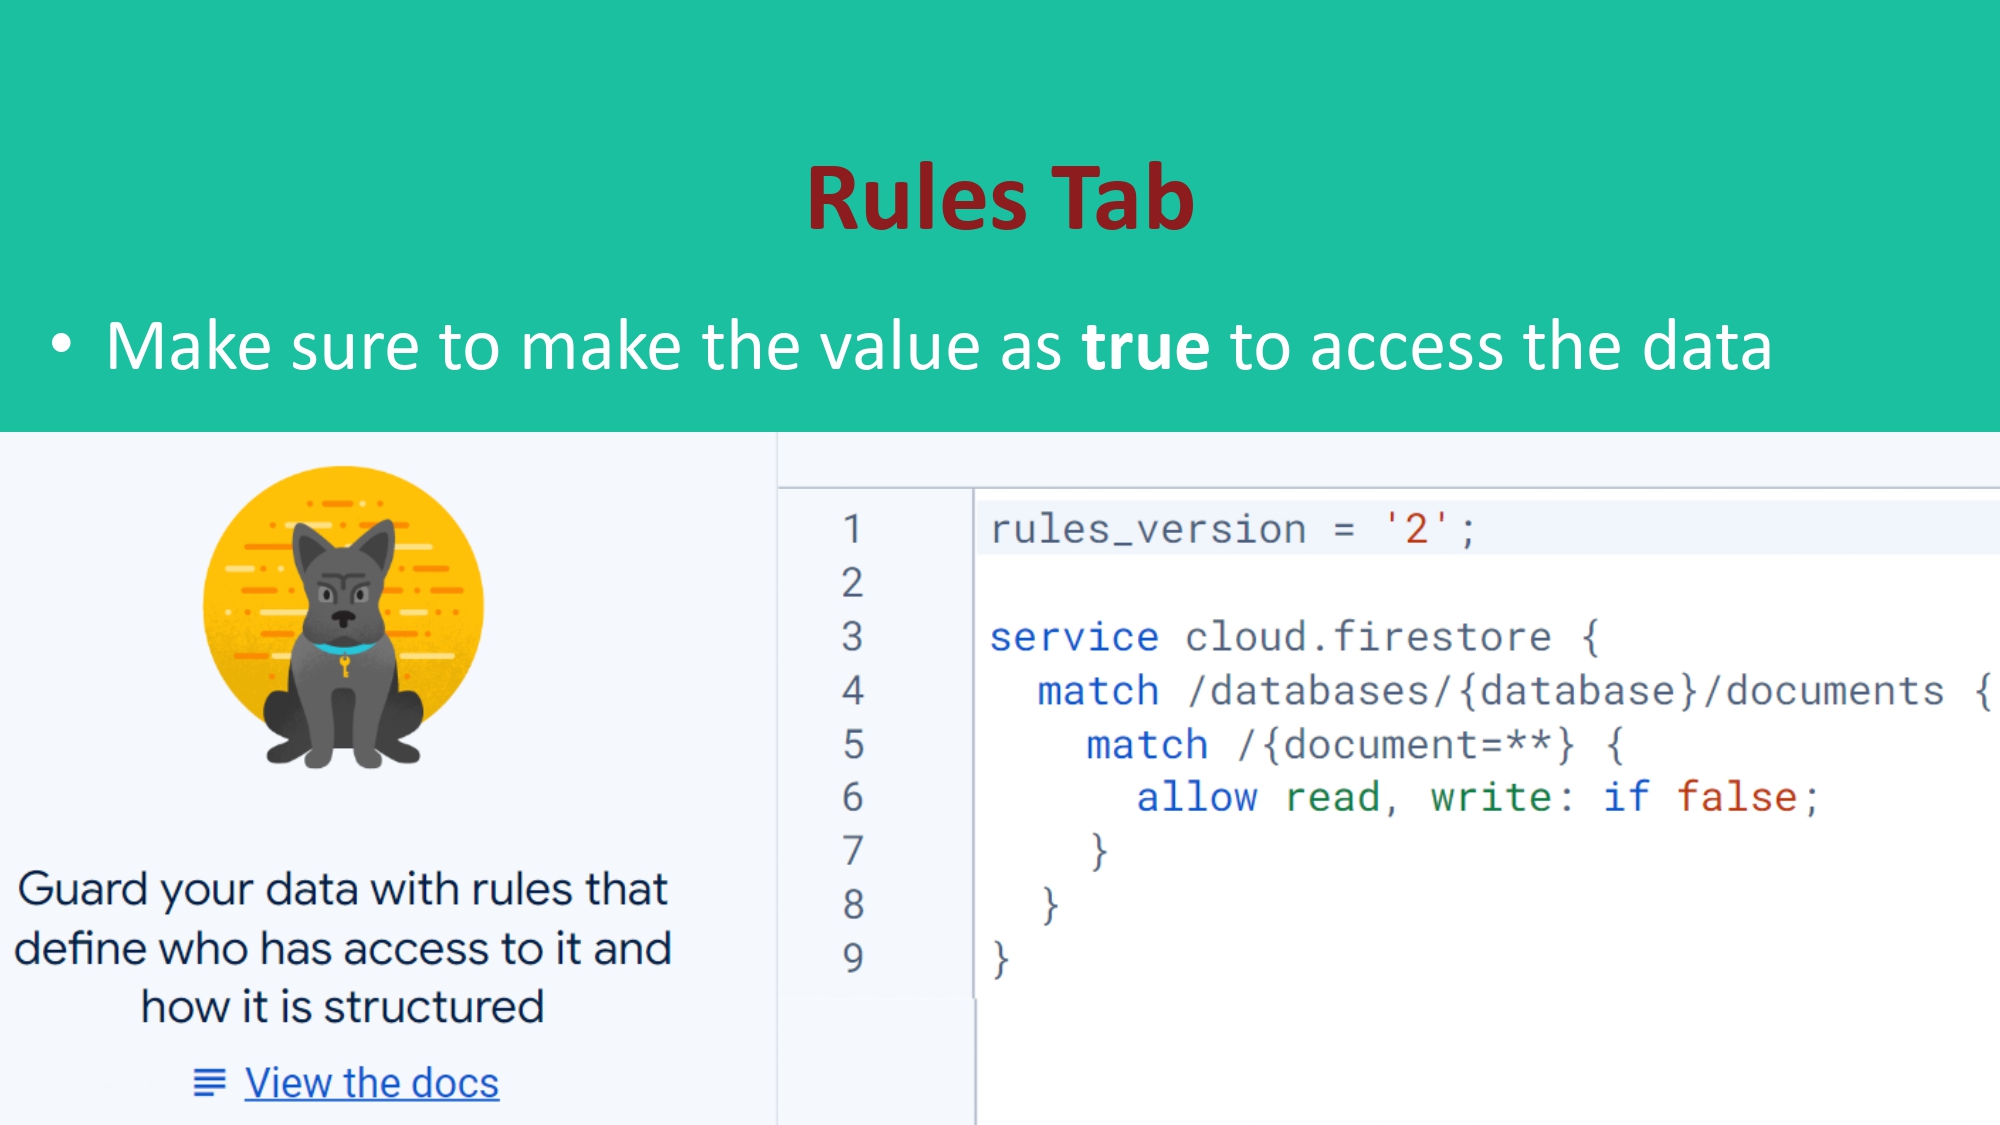 Rules Tab
• Make sure to make the value as true to access the data
Guard your data with rules that
define who has access to it and
how it is structured
View the docs
1 rules_version = '2';
2
3 service cloud.firestore {
4 match /databases/{database}/documents {
5 match /{document=**} {
6 allow read, write: if false;
7 }
8 }
9 }